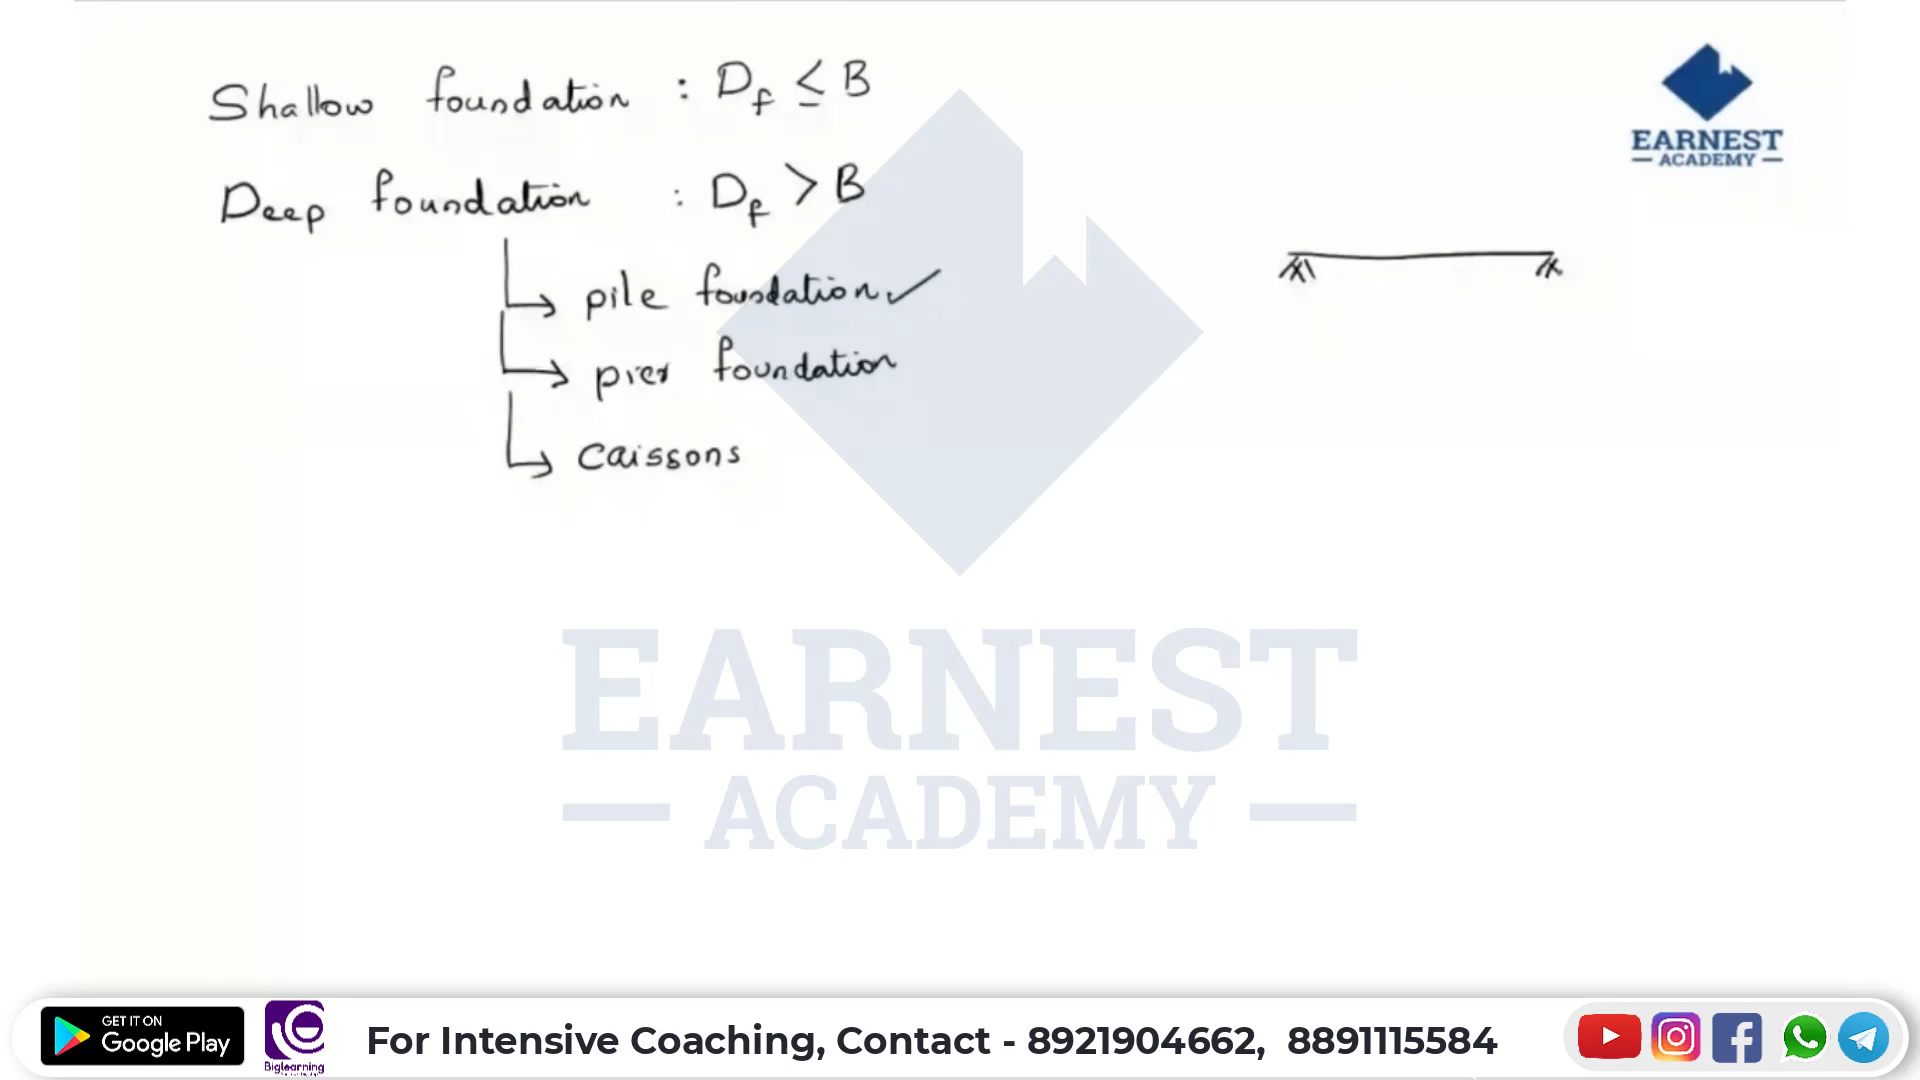 Shallow foundation : Df ≤ B
EARNEST
ACADEMY
Deep foundation : Df > B
pile foundation ✓
pier foundation
caissons
EARNEST
ACADEMY
GET IT ON
Google Play
Biglearning
For Intensive Coaching, Contact - 8921904662, 8891115584